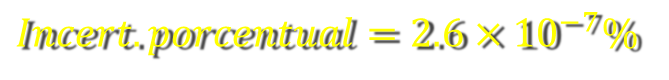 Incert.porcentual = 2.6 × 10⁻⁷%